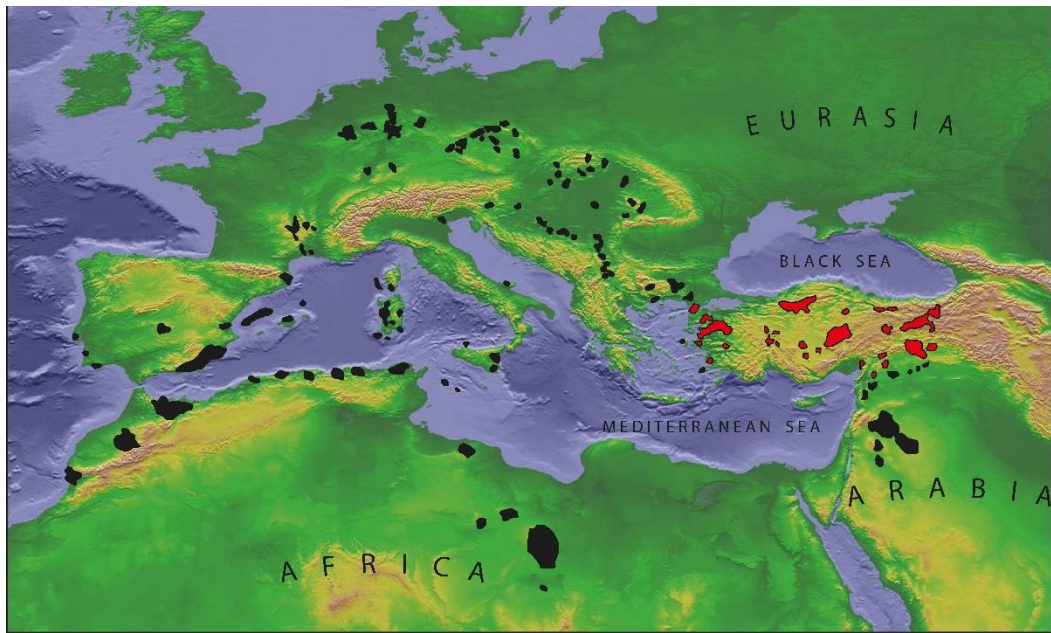 EURASIA
BLACK SEA
MEDITERRANEAN SEA
ARABIA
AFRICA